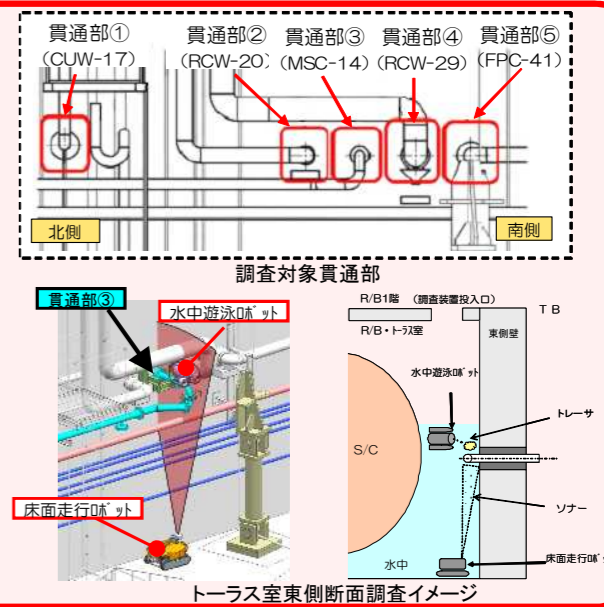 貫通部① 貫通部② 貫通部③ 貫通部④ 貫通部⑤
(CUW-17) (RCW-20) (MSC-14) (RCW-29) (FPC-41)
北側 南側
調査対象貫通部
貫通部③
水中遊泳ﾛﾎﾞｯﾄ
床面走行ﾛﾎﾞｯﾄ
R/B1階 (調査装置投入口)
T B
R/B・ﾄｰﾗｽ室
東側壁
水中遊泳ﾛﾎﾞｯﾄ
トレーサ
S/C
ソナー
水中
床面走行ﾛﾎﾞｯ
トーラス室東側断面調査イメージ